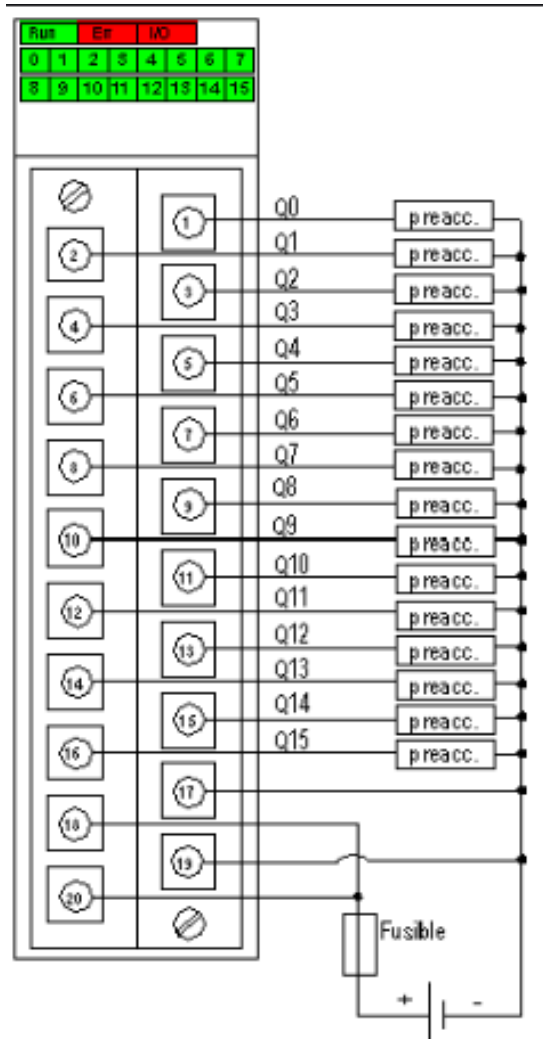 Run Err I/O
0 1 2 3 4 5 6 7
8 9 10 11 12 13 14 15
1 Q0 preacc.
2 Q1 preacc.
3 Q2 preacc.
4 Q3 preacc.
5 Q4 preacc.
6 Q5 preacc.
7 Q6 preacc.
8 Q7 preacc.
9 Q8 preacc.
10 Q9 preacc.
11 Q10 preacc.
12 Q11 preacc.
13 Q12 preacc.
14 Q13 preacc.
15 Q14 preacc.
16 Q15 preacc.
17
18
19
20
Fusible
+ -